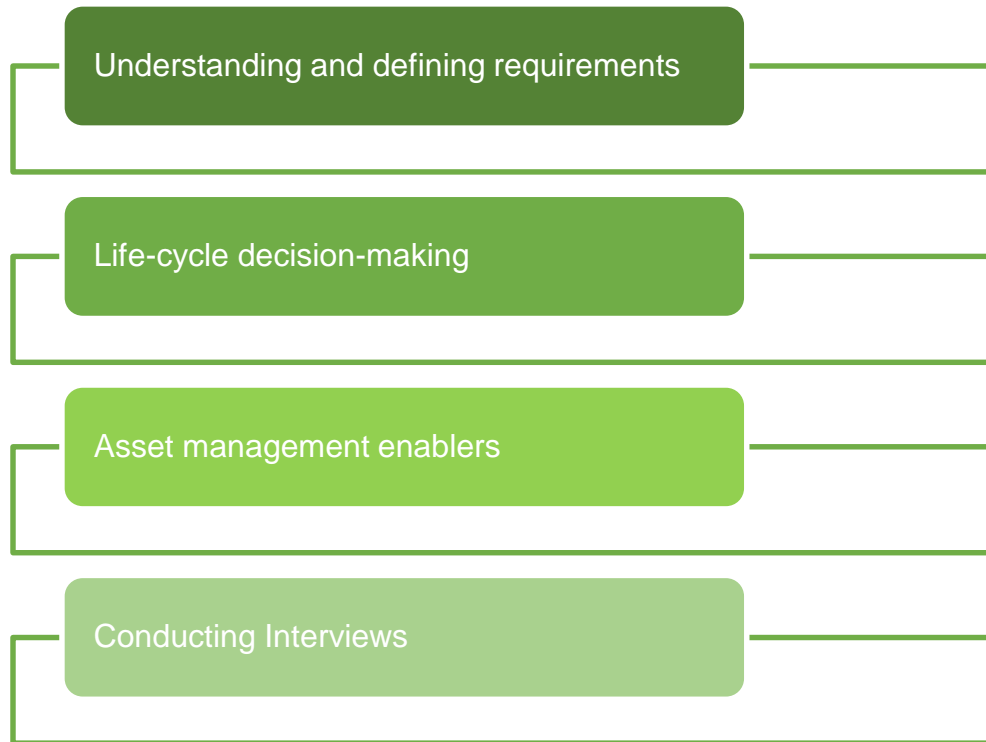 Understanding and defining requirements
Life-cycle decision-making
Asset management enablers
Conducting Interviews